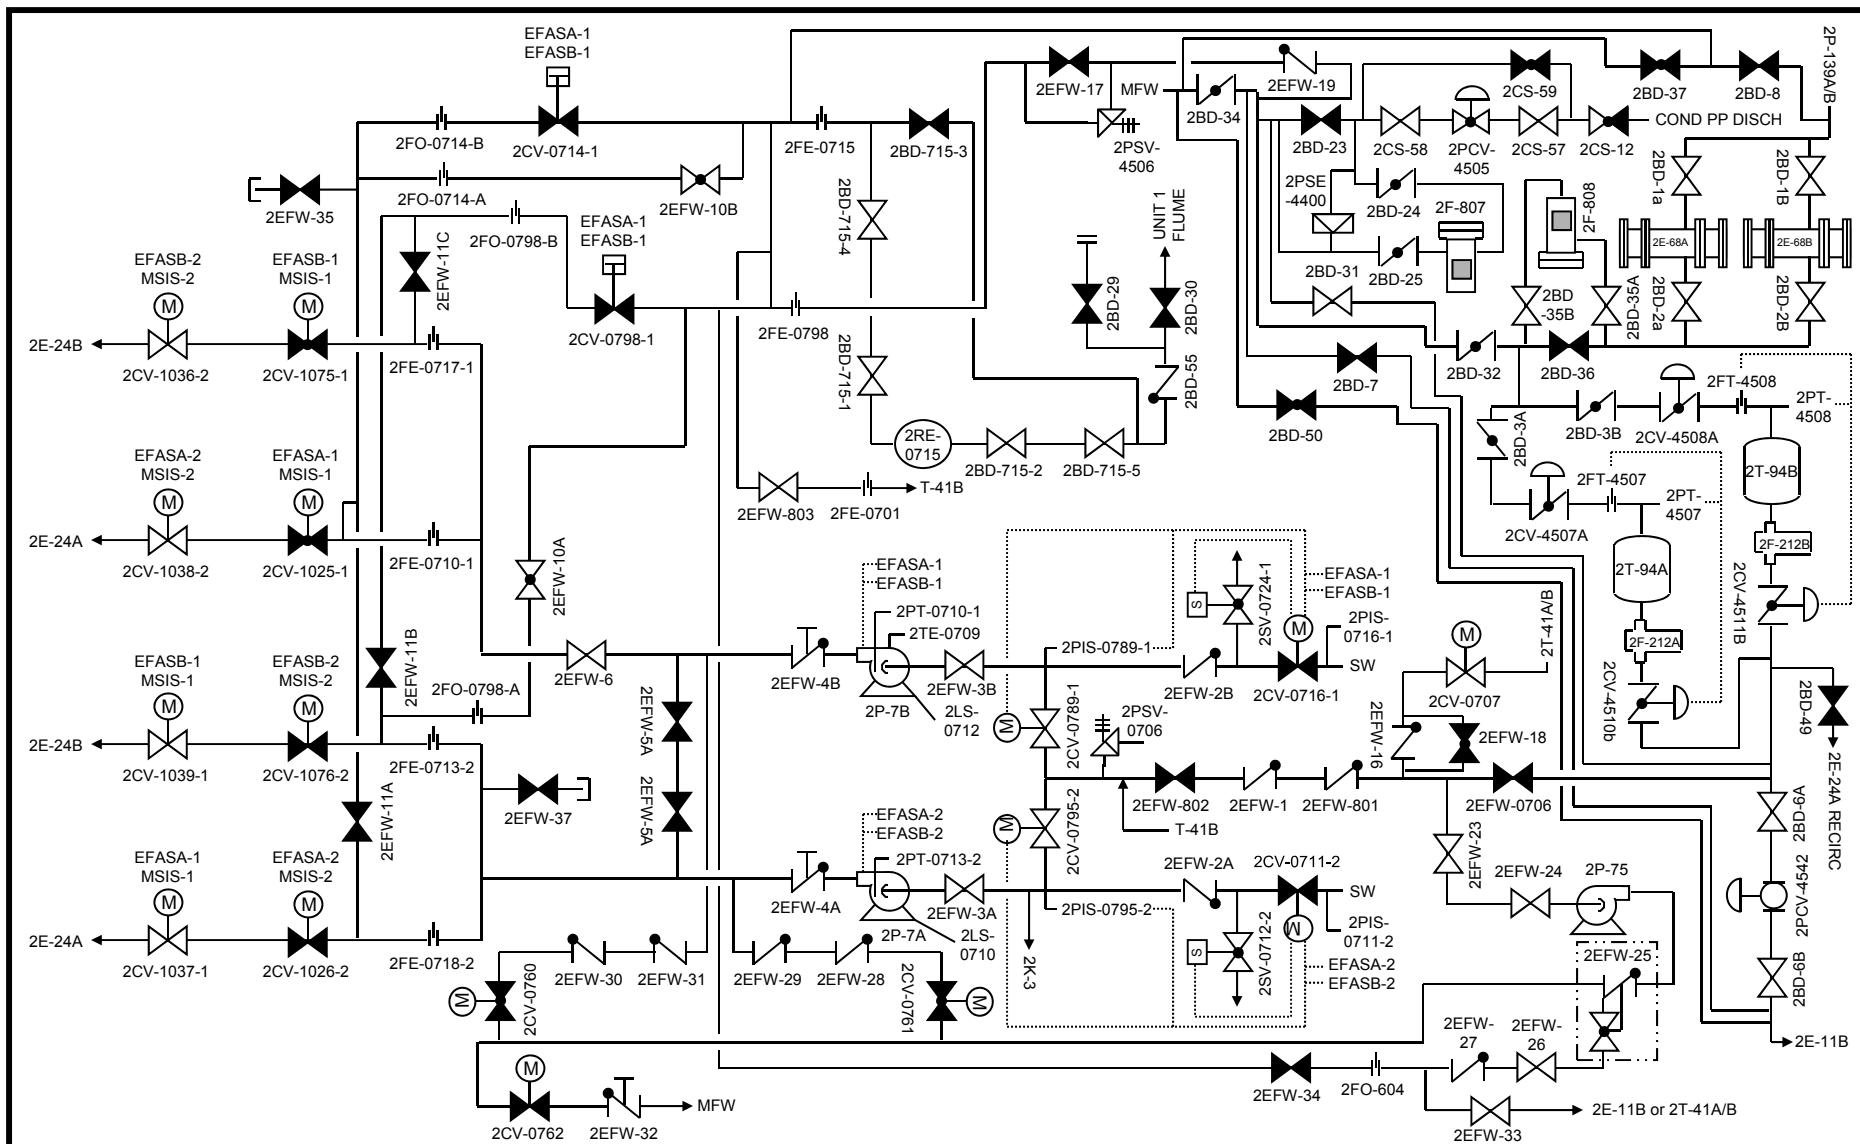 EFASA-1
EFASB-1
2FO-0714-B
2CV-0714-1
2FE-0715
2BD-715-3
2EFW-17
MFW
2PSV-
4506
2EFW-19
2BD-34
2CS-59
2BD-37
2BD-8
2P-139A/B
COND PP DISCH
2BD-23
2CS-58
2PCV-
4505
2CS-57
2CS-12
2EFW-35
2FO-0714-A
2EFW-10B
2BD-715-4
UNIT 1
FLUME
2PSE
-4400
2BD-24
2F-807
2BD-25
2BD-31
2F-808
2BD-1a
2BD-1B
2E-68A
2E-68B
2BD-2a
2BD-2B
2BD
-35B
2BD-35A
2FO-0798-B
EFASA-1
EFASB-1
2EFW-11C
2CV-0798-1
2FE-0798
2BD-29
2BD-30
EFASB-2
MSIS-2
EFASB-1
MSIS-1
M
M
2E-24B
2CV-1036-2
2CV-1075-1
2FE-0717-1
2BD-715-1
2BD-55
2BD-7
2BD-32
2BD-36
2FT-4508
2PT-
4508
2BD-50
2BD-3A
2BD-3B
2CV-4508A
2RE-
0715
2BD-715-2
2BD-715-5
2T-94B
2FT-4507
2PT-
4507
2CV-4507A
2EFW-803
2FE-0701
T-41B
EFASA-2
MSIS-2
EFASA-1
MSIS-1
M
M
2E-24A
2CV-1038-2
2CV-1025-1
2FE-0710-1
2EFW-10A
2F-212B
2T-94A
2CV-4511B
2F-212A
2CV-4510b
EFASA-1
EFASB-1
2PT-0710-1
2TE-0709
2PIS-0789-1
S
2SV-0724-1
M
EFASA-1
EFASB-1
2PIS-
0716-1
SW
2T-41A/B
M
2CV-0707
2EFW-11B
2EFW-6
2EFW-4B
2P-7B
2EFW-3B
2LS-
0712
2EFW-2B
2CV-0716-1
EFASB-1
MSIS-1
EFASB-2
MSIS-2
M
M
2FO-0798-A
2E-24B
2CV-1039-1
2CV-1076-2
2FE-0713-2
2EFW-5A
M
2CV-0789-1
2PSV-
0706
2EFW-16
2EFW-18
2BD-49
2E-24A RECIRC
2EFW-37
2EFW-11A
2EFW-5A
2EFW-802
2EFW-1
2EFW-801
2EFW-0706
T-41B
M
2CV-0795-2
2BD-6A
2EFW-23
EFASA-1
MSIS-1
EFASA-2
MSIS-2
M
M
2E-24A
2CV-1037-1
2CV-1026-2
2FE-0718-2
EFASA-2
EFASB-2
2PT-0713-2
2EFW-4A
2P-7A
2EFW-3A
2LS-
0710
2K-3
2PIS-0795-2
2EFW-2A
2CV-0711-2
SW
2PIS-
0711-2
M
S
2SV-0712-2
EFASA-2
EFASB-2
2EFW-24
2P-75
2PCV-4542
2EFW-25
2BD-6B
2EFW-30
2EFW-31
2EFW-29
2EFW-28
M
2CV-0760
2CV-0761
M
2EFW-
27
2EFW-
26
2E-11B
M
2CV-0762
2EFW-32
MFW
2EFW-34
2FO-604
2EFW-33
2E-11B or 2T-41A/B